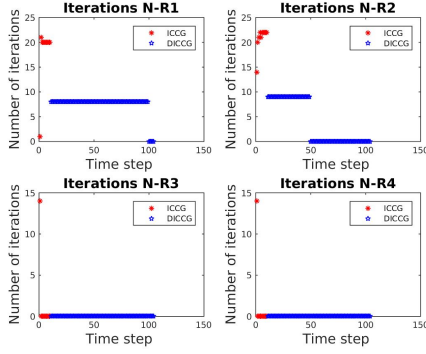 Iterations N-R1
Number of iterations
25
20
15
10
5
0
ICCG
DICCG
0 50 100 150
Time step
Iterations N-R2
Number of iterations
25
20
15
10
5
0
ICCG
DICCG
0 50 100 150
Time step
Iterations N-R3
Number of iterations
15
10
5
0
ICCG
DICCG
0 50 100 150
Time step
Iterations N-R4
Number of iterations
15
10
5
0
ICCG
DICCG
0 50 100 150
Time step